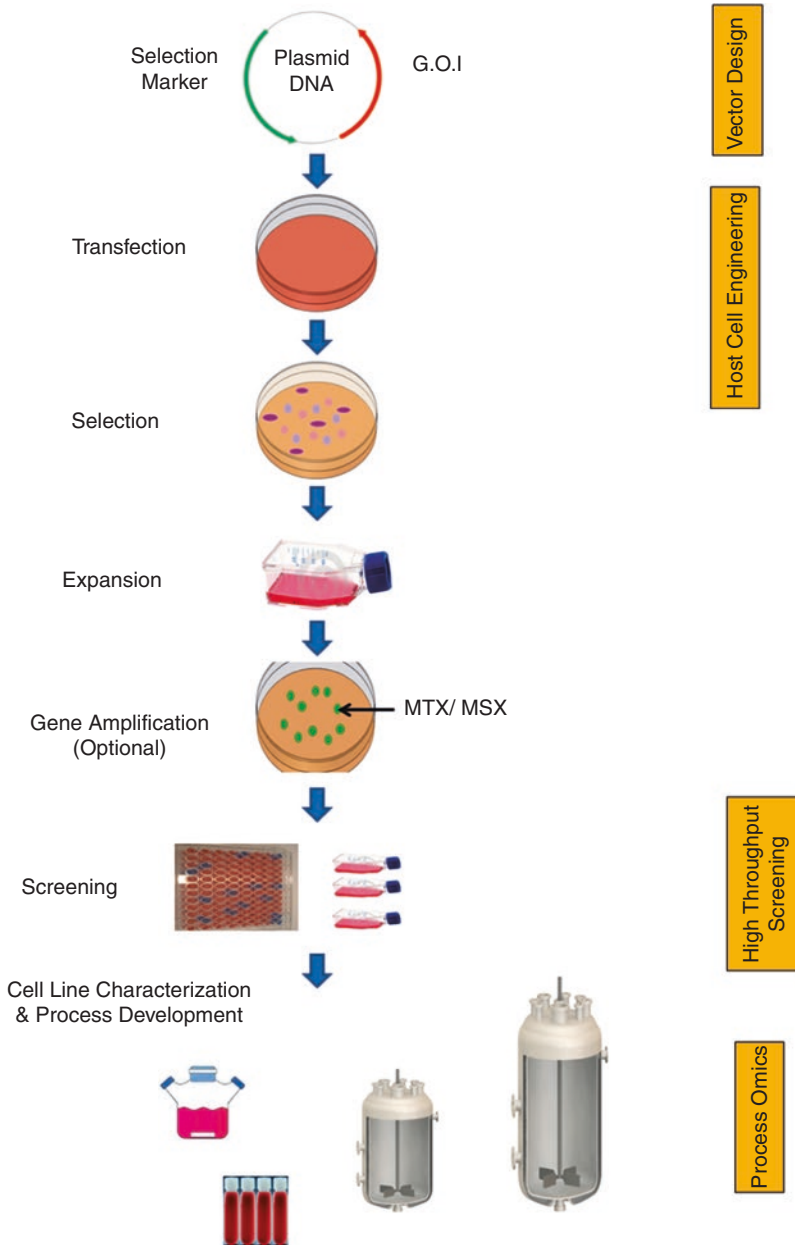 Selection
Marker
Plasmid
DNA
G.O.I
Vector Design
Transfection
Host Cell Engineering
Selection
Expansion
Gene Amplification
(Optional)
MTX/ MSX
Screening
High Throughput
Screening
Cell Line Characterization
& Process Development
Process Omics